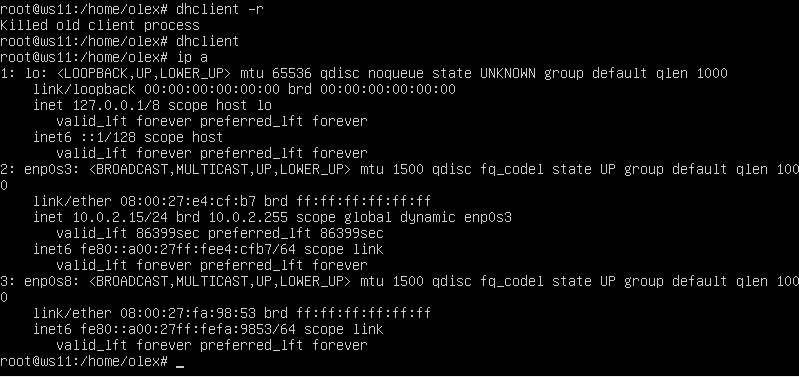 root@ws11:/home/olex# dhclient -r
Killed old client process
root@ws11:/home/olex# dhclient
root@ws11:/home/olex# ip a
1: lo: <LOOPBACK,UP,LOWER_UP> mtu 65536 qdisc noqueue state UNKNOWN group default qlen 1000
    link/loopback 00:00:00:00:00:00 brd 00:00:00:00:00:00
    inet 127.0.0.1/8 scope host lo
       valid_lft forever preferred_lft forever
    inet6 ::1/128 scope host
       valid_lft forever preferred_lft forever
2: enp0s3: <BROADCAST,MULTICAST,UP,LOWER_UP> mtu 1500 qdisc fq_codel state UP group default qlen 100
0
    link/ether 08:00:27:e4:cf:b7 brd ff:ff:ff:ff:ff:ff
    inet 10.0.2.15/24 brd 10.0.2.255 scope global dynamic enp0s3
       valid_lft 86399sec preferred_lft 86399sec
    inet6 fe80::a00:27ff:fee4:cfb7/64 scope link
       valid_lft forever preferred_lft forever
3: enp0s8: <BROADCAST,MULTICAST,UP,LOWER_UP> mtu 1500 qdisc fq_codel state UP group default qlen 100
0
    link/ether 08:00:27:fa:98:53 brd ff:ff:ff:ff:ff:ff
    inet6 fe80::a00:27ff:fefa:9853/64 scope link
       valid_lft forever preferred_lft forever
root@ws11:/home/olex# _